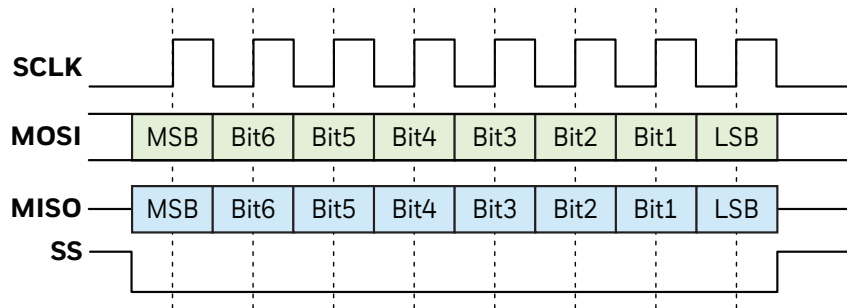 SCLK
MOSI MSB Bit6 Bit5 Bit4 Bit3 Bit2 Bit1 LSB
MISO MSB Bit6 Bit5 Bit4 Bit3 Bit2 Bit1 LSB
SS